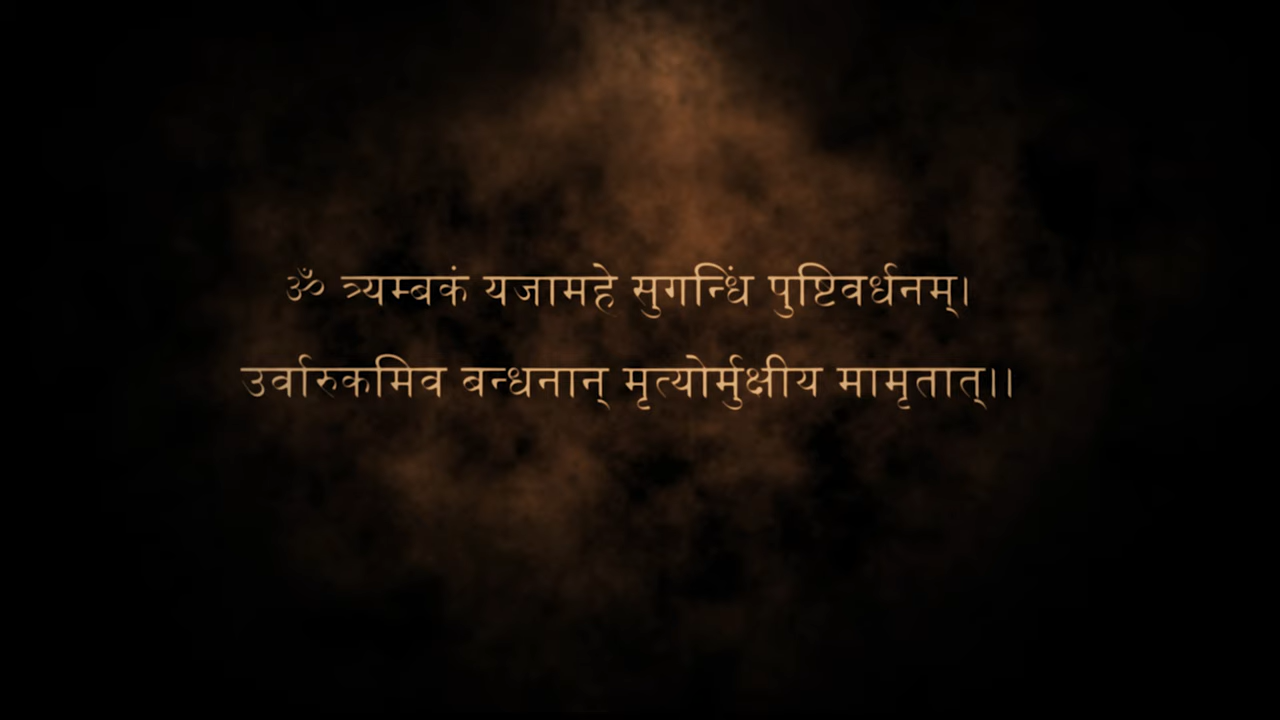 ॐ त्र्यम्बकं यजामहे सुगन्धिं पुष्टिवर्धनम्।
उर्वारुकमिव बन्धनान् मृत्योर्मुक्षीय मामृतात्।।